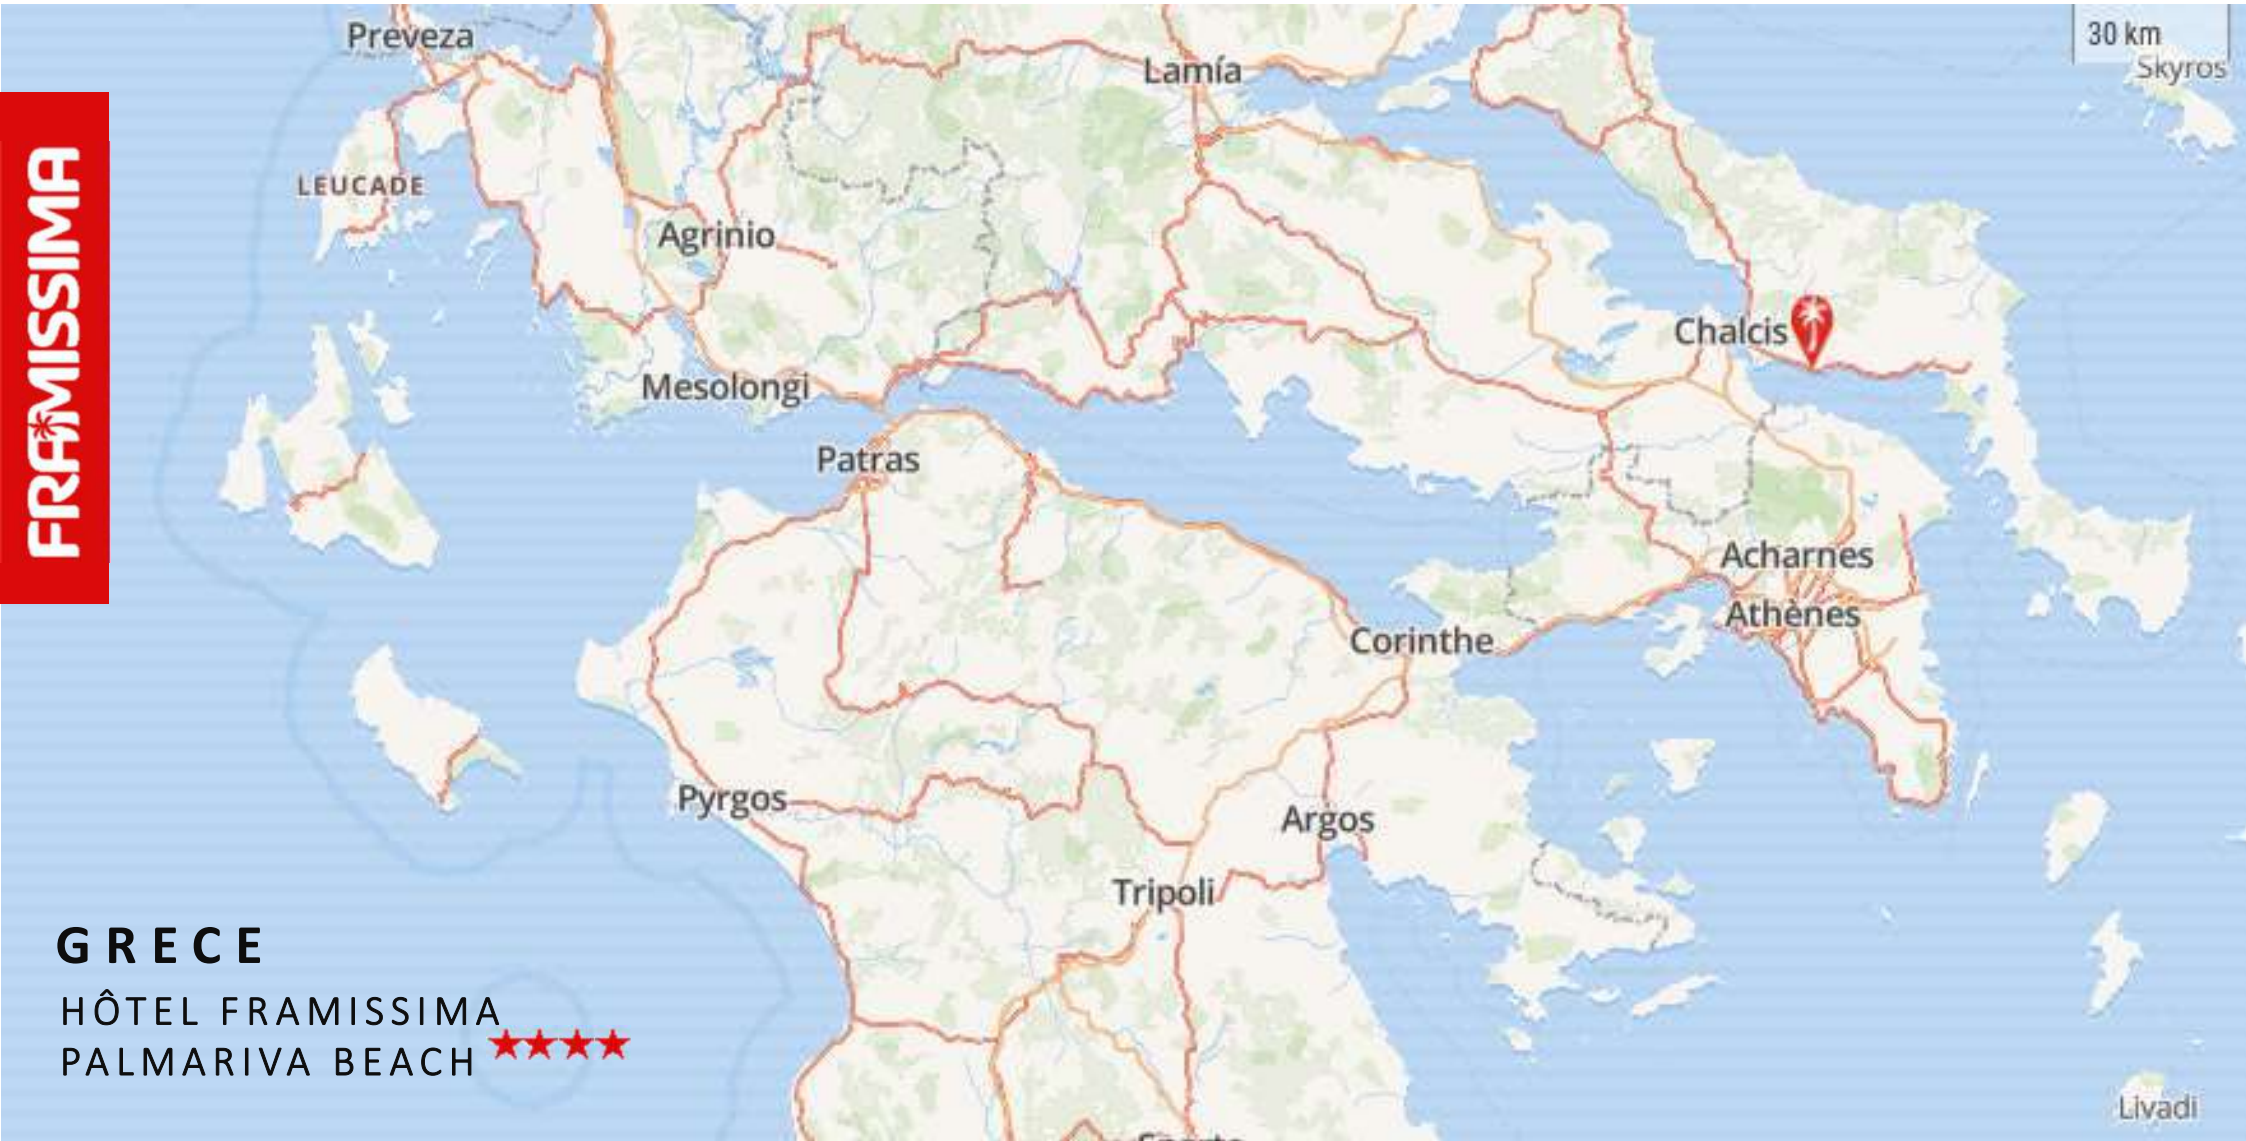 Preveza
30 km
Skyros
Lamía
FRAMISSIMA
LEUCADE
Agrinio
Chalcis
Mesolongi
Patras
Acharnes
Athènes
Corinthe
Pyrgos
Argos
Tripoli
GRECE
HÔTEL FRAMISSIMA
PALMARIVA BEACH
Livadi